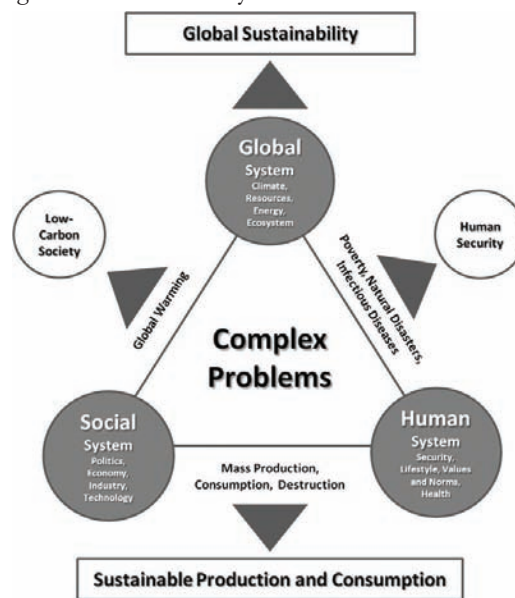 Global Sustainability
Global
System
Climate,
Resources,
Energy,
Ecosystem
Low-
Carbon
Society
Human
Security
Global Warming
Poverty, Natural Disasters,
Infectious Diseases
Complex
Problems
Social
System
Politics,
Economy,
Industry,
Technology
Human
System
Security,
Lifestyle, Values
and Norms,
Health
Mass Production,
Consumption, Destruction
Sustainable Production and Consumption